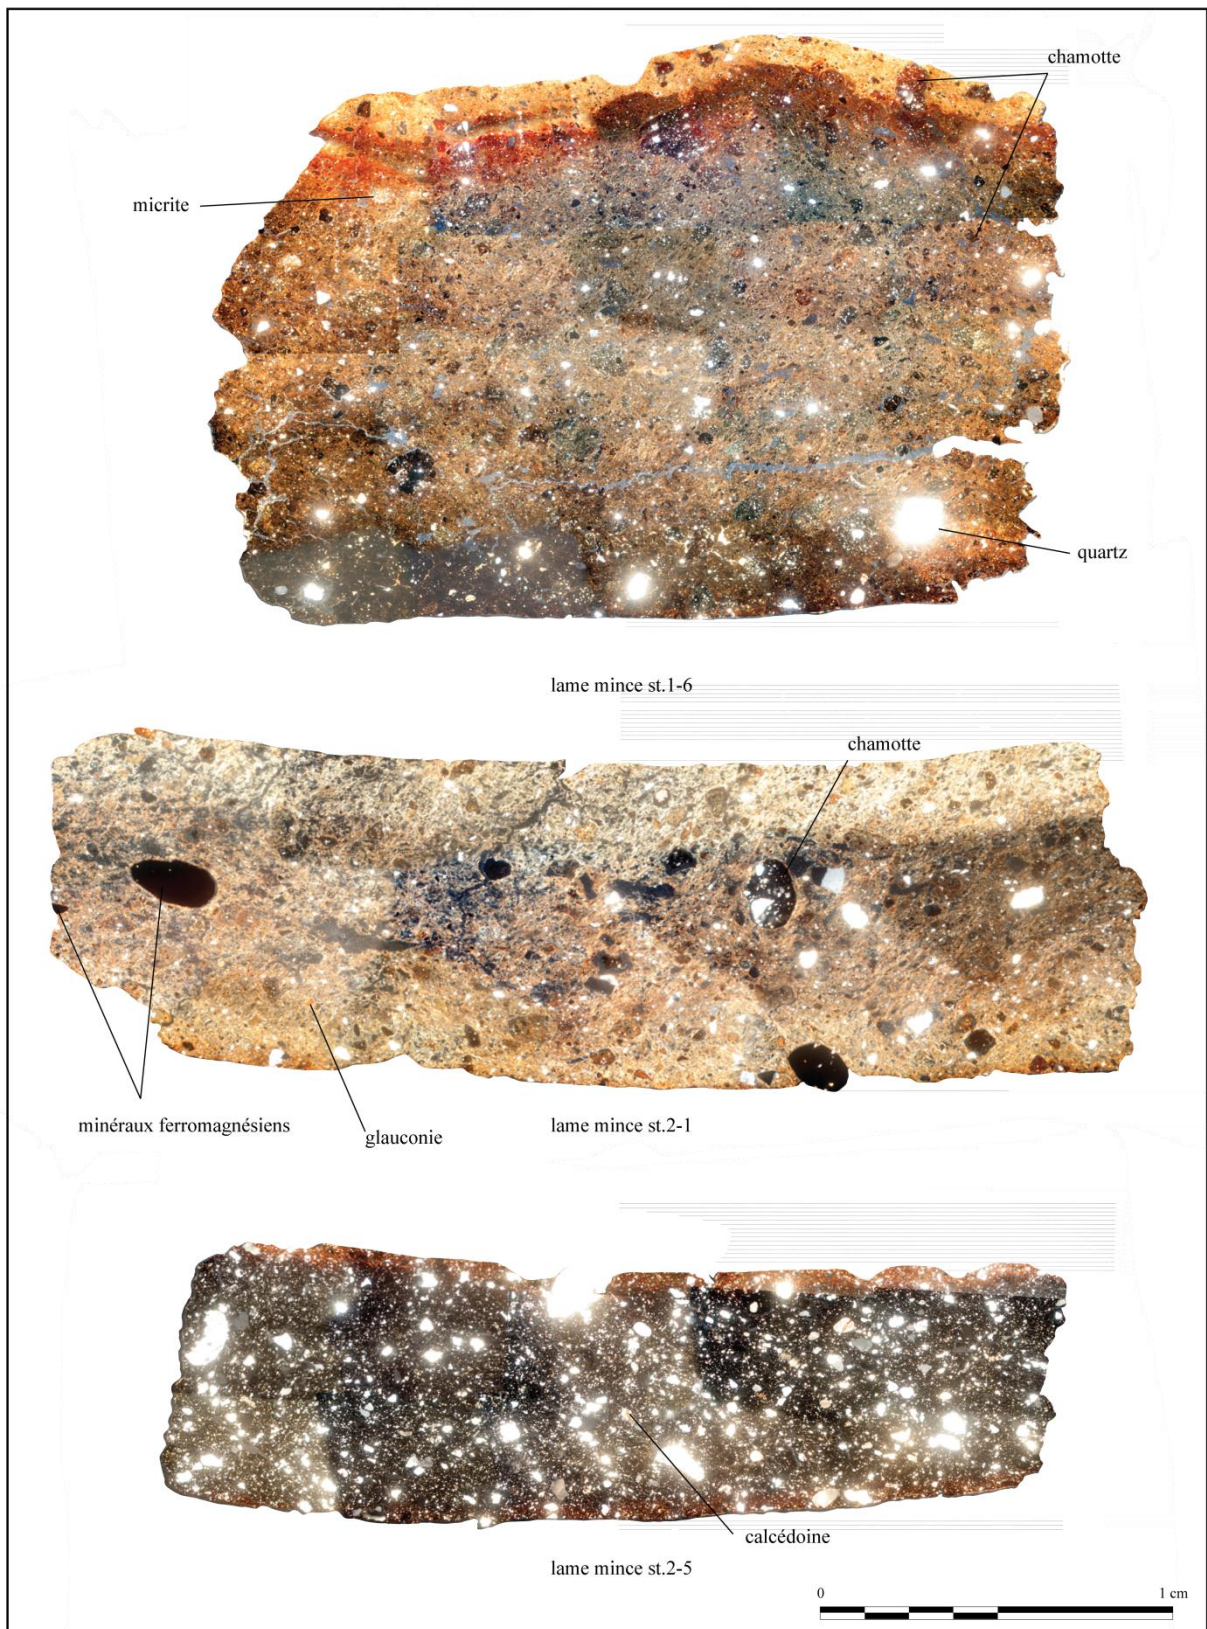 chamotte
micrite
quartz
lame mince st.1-6
chamotte
minéraux ferromagnésiens
glauconie
lame mince st.2-1
calcédoine
lame mince st.2-5
0 1 cm